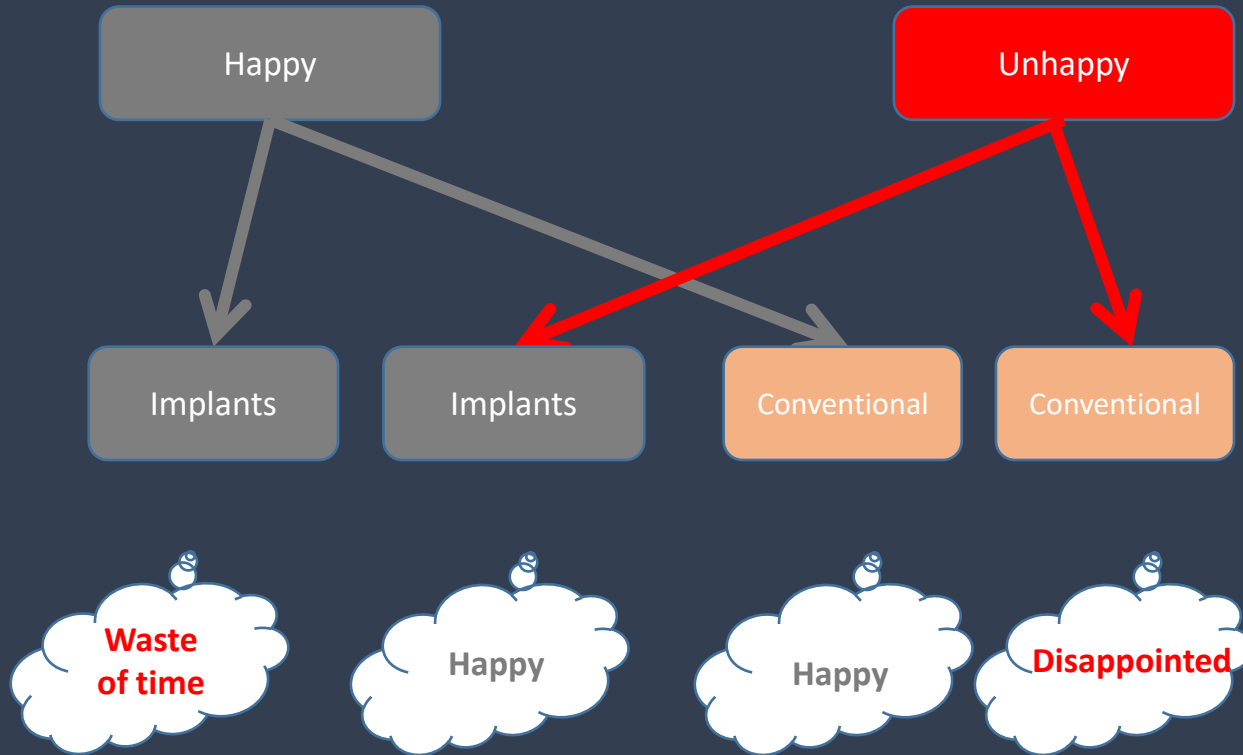 Happy
Unhappy
Implants
Implants
Conventional
Conventional
Waste
of time
Happy
Happy
Disappointed